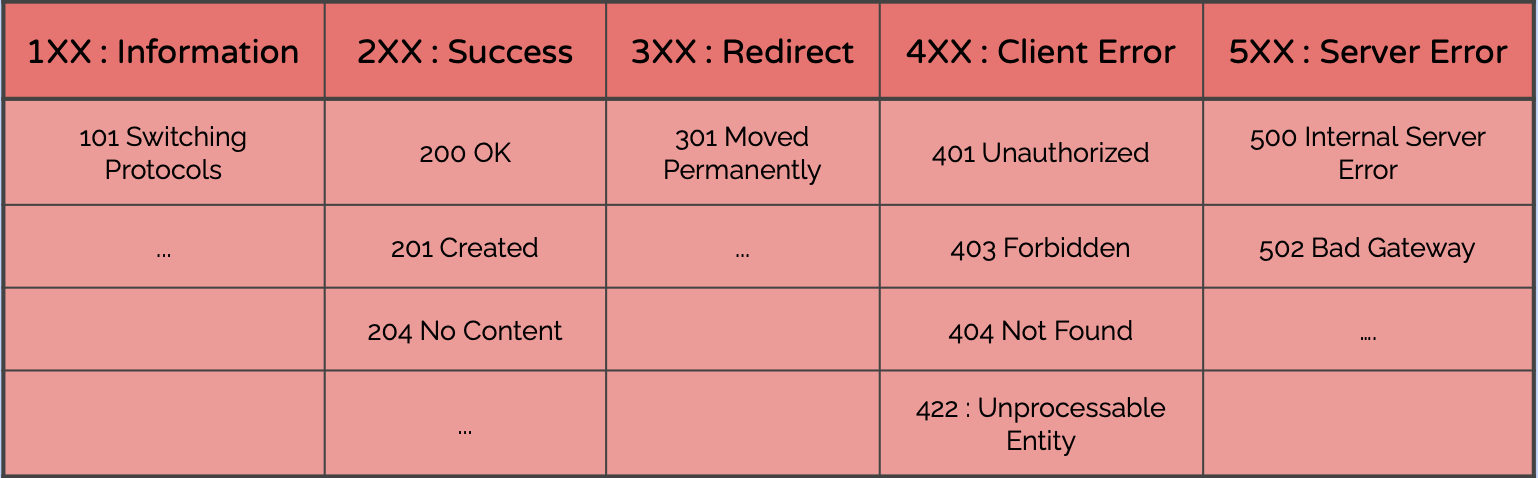 1XX : Information
2XX : Success
3XX : Redirect
4XX : Client Error
5XX : Server Error
101 Switching
Protocols
200 OK
301 Moved
Permanently
401 Unauthorized
500 Internal Server
Error
...
201 Created
...
403 Forbidden
502 Bad Gateway
204 No Content
404 Not Found
....
...
422 : Unprocessable
Entity